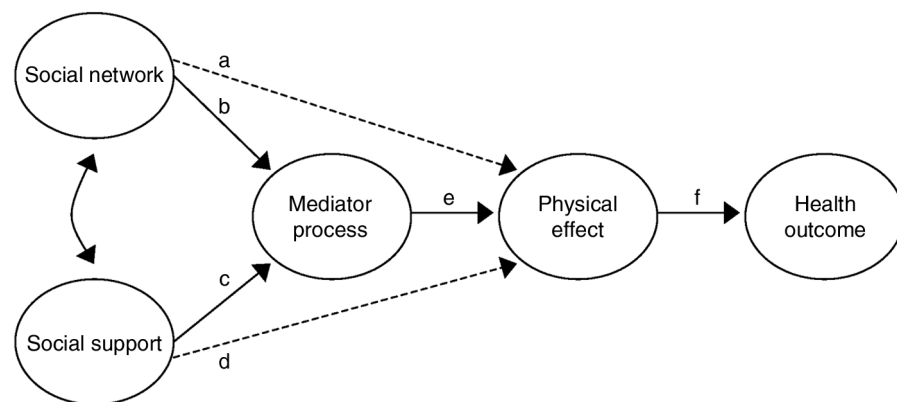 Social network
a
b
Mediator
process
e
Physical
effect
f
Health
outcome
c
Social support
d